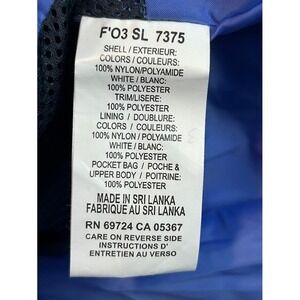 F'O3 SL 7375
SHELL / EXTERIEUR:
COLORS / COULEURS:
100% NYLON/POLYAMIDE
WHITE / BLANC:
100% POLYESTER
TRIM/LISERE:
100% POLYESTER
LINING / DOUBLURE:
COLORS / COULEURS:
100% NYLON / POLYAMIDE
WHITE / BLANC:
100% POLYESTER
POCKET BAG / POCHE &
UPPER BODY / POITRINE:
100% POLYESTER
MADE IN SRI LANKA
FABRIQUE AU SRI LANKA
RN 69724 CA 05367
CARE ON REVERSE SIDE
INSTRUCTIONS D'
ENTRETIEN AU VERSO